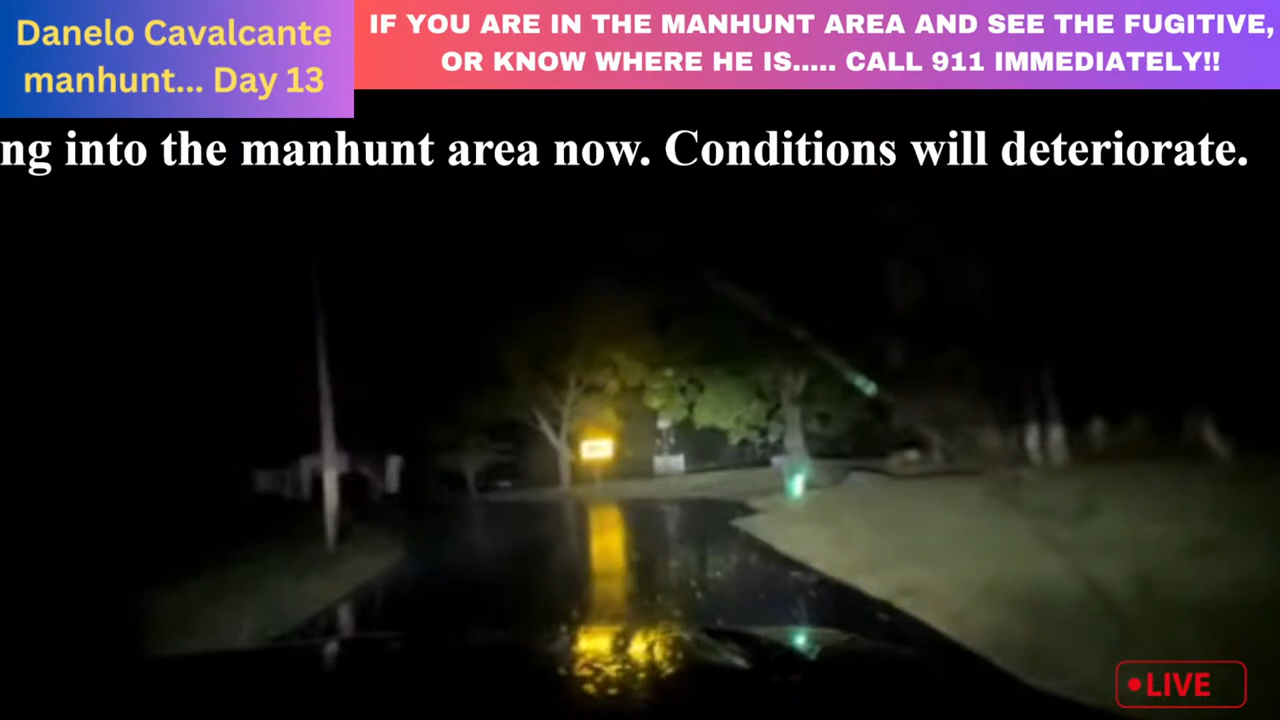 Danelo Cavalcante
manhunt... Day 13
IF YOU ARE IN THE MANHUNT AREA AND SEE THE FUGITIVE,
OR KNOW WHERE HE IS..... CALL 911 IMMEDIATELY!!
ng into the manhunt area now. Conditions will deteriorate.
LIVE